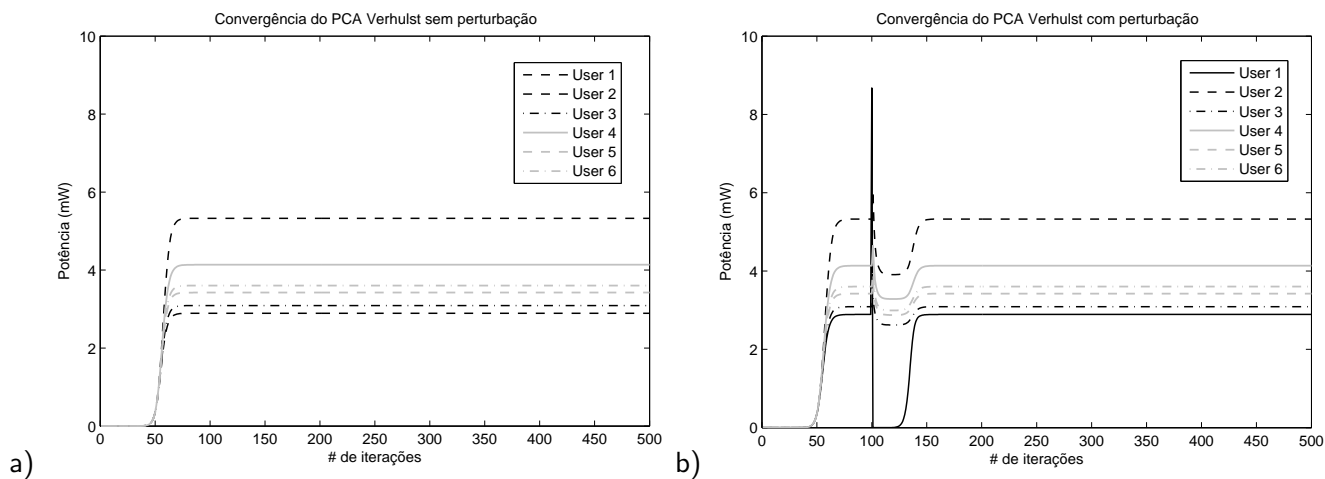 Convergência do PCA Verhulst sem perturbação
10
8
6
4
2
0
Potência (mW)
User 1
User 2
User 3
User 4
User 5
User 6
0 50 100 150 200 250 300 350 400 450 500
# de iterações
a)
Convergência do PCA Verhulst com perturbação
10
8
6
4
2
0
Potência (mW)
User 1
User 2
User 3
User 4
User 5
User 6
0 50 100 150 200 250 300 350 400 450 500
# de iterações
b)